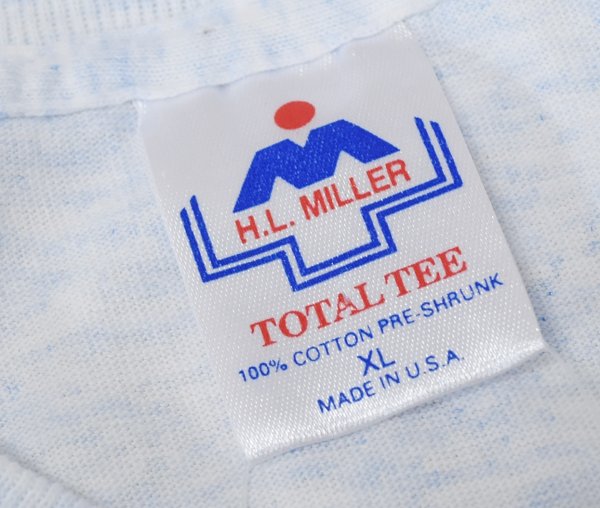 H.L. MILLER
TOTAL TEE
100% COTTON PRE-SHRUNK
XL
MADE IN U.S.A.